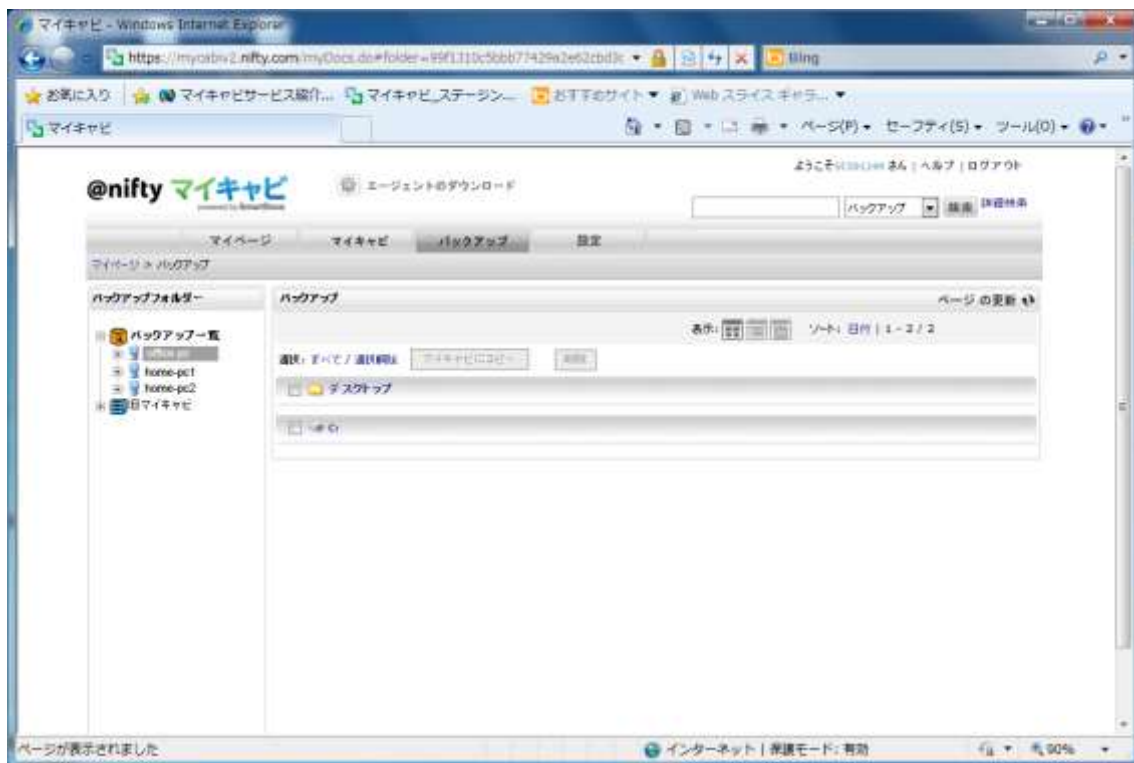 マイキャビ - Windows Internet Explorer
nifty.com
Bing
お気に入り マイキャビサービス紹介... マイキャビ_ステージン... おすすめサイト Web スライス ギャラ...
マイキャビ
ページ(P) セーフティ(S) ツール(O)
ようこそ さん | ヘルプ | ログアウト
@nifty マイキャビ
エージェントのダウンロード
バックアップ 検索 詳細検索
マイページ マイキャビ バックアップ 設定
マイページ > バックアップ
バックアップフォルダー
バックアップ
ページ の更新
バックアップ一覧
表示: ソート: 日付 | 1 - 2 / 2
home-pc1
home-pc2
旧マイキャビ
選択: すべて / 選択解除 マイキャビにコピー 削除
デスクトップ
ページが表示されました
インターネット | 保護モード: 有効
90%